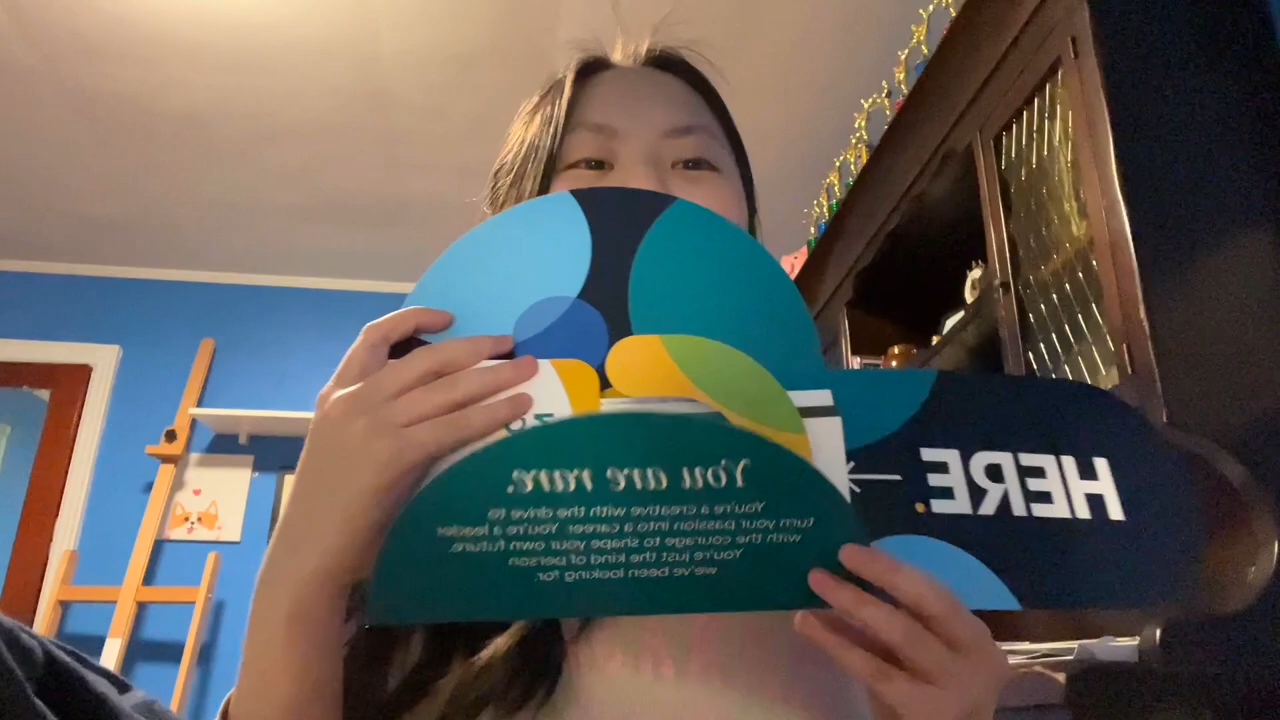 You are rare.
You're a creative with the drive to
turn your passion into a career. You're a leader
with the courage to shape your own future.
You're just the kind of person
we've been looking for.
HERE.